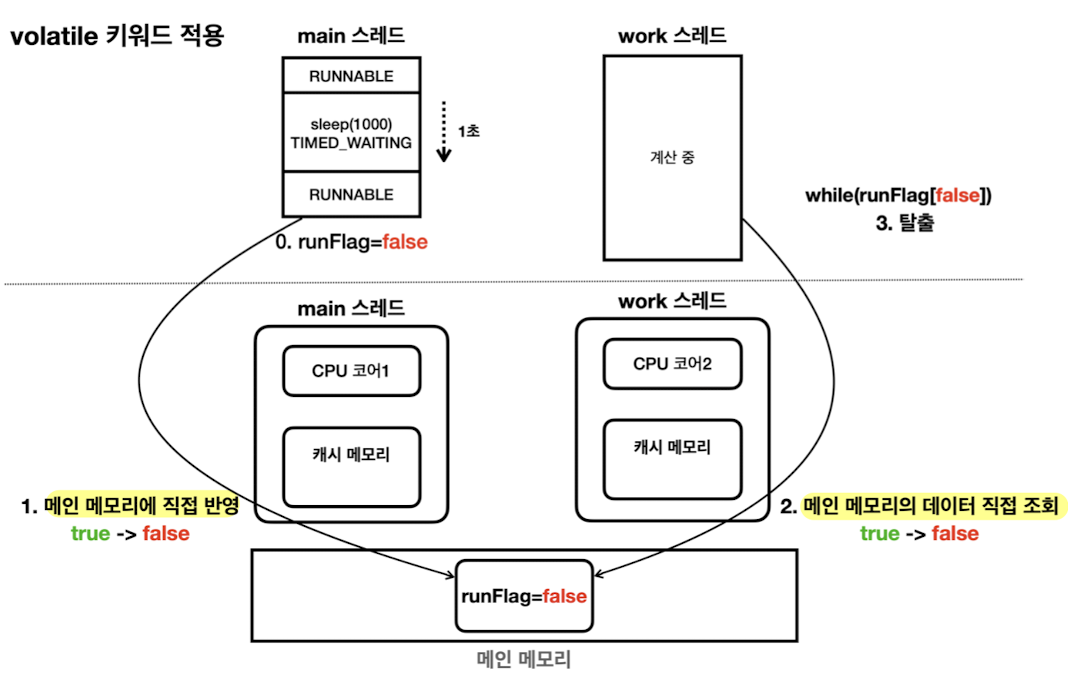 volatile 키워드 적용
main 스레드
work 스레드
RUNNABLE
sleep(1000)
TIMED_WAITING
1초
RUNNABLE
계산 중
while(runFlag[false])
3. 탈출
0. runFlag=false
main 스레드
work 스레드
CPU 코어1
CPU 코어2
캐시 메모리
캐시 메모리
1. 메인 메모리에 직접 반영
true -> false
2. 메인 메모리의 데이터 직접 조회
true -> false
runFlag=false
메인 메모리